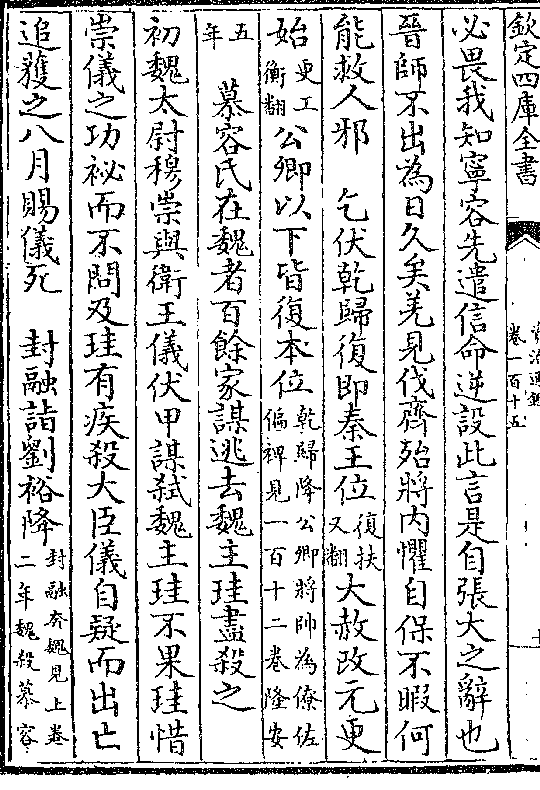 欽定四庫全書
資治通鑑
卷一百十五
必畏我知寧容先遣信命逆設此言是自張大之辭也
晉師不出為日久矣羌見伐齊殆將内懼自保不暇何
能救人邪　乞伏乾歸復即秦王位復扶又翻大赦改元更
始更工衡翻公卿以下皆復本位乾歸降公卿將帥為僚佐偏裨見一百十二卷隆安
五年　慕容氏在魏者百餘家謀逃去魏主珪盡殺之
初魏太尉穆崇與衛王儀伏甲謀弑魏主珪不果珪惜
崇儀之功祕而不問及珪有疾殺大臣儀自疑而出亡
追獲之八月賜儀死　封融詣劉裕降封融奔魏見上卷二年魏殺慕容